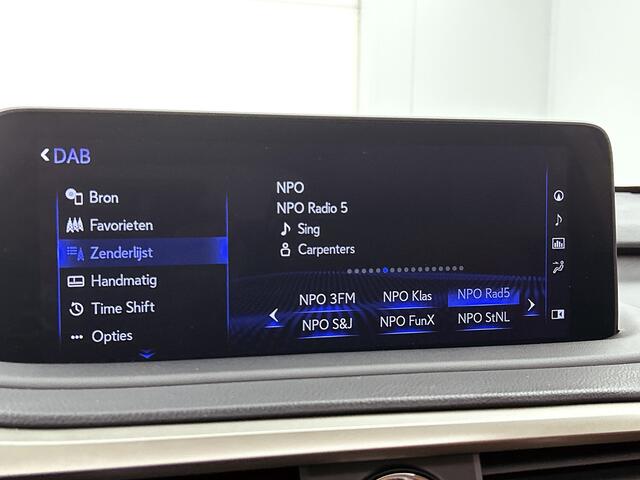 DAB
Bron
Favorieten
Zenderlijst
Handmatig
Time Shift
Opties
NPO
NPO Radio 5
Sing
Carpenters
NPO 3FM NPO Klas NPO Rad5
NPO S&J NPO FunX NPO StNL